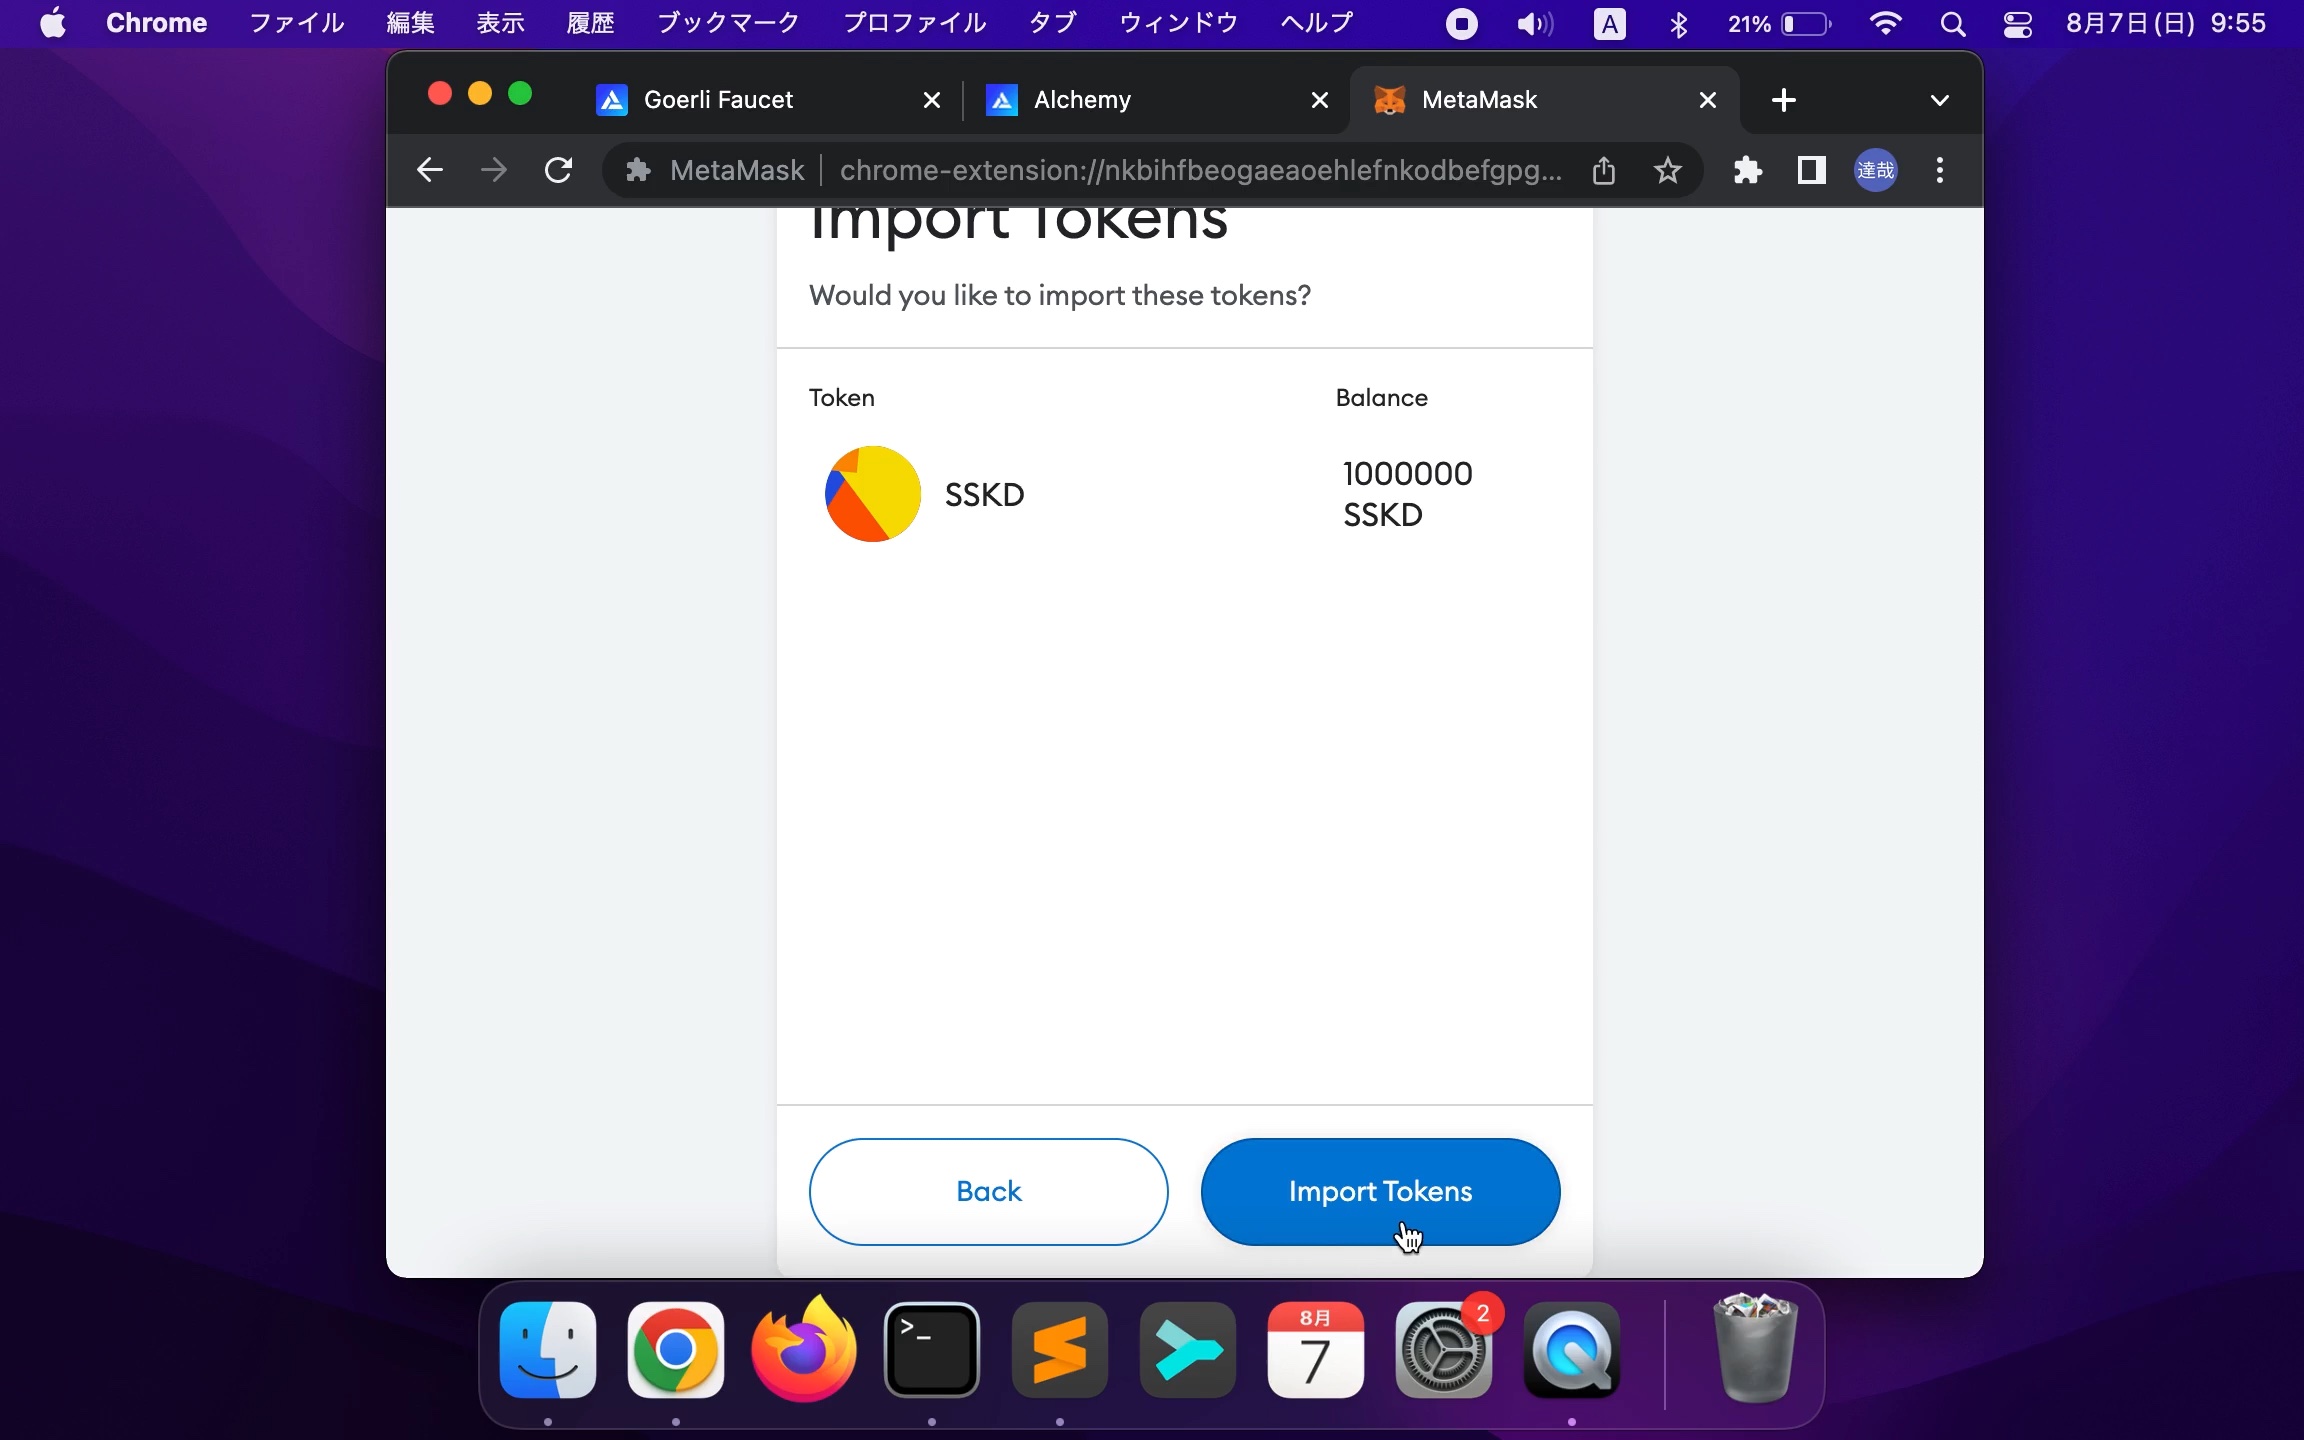 Chrome ファイル 編集 表示 履歴 ブックマーク プロファイル タブ ウィンドウ ヘルプ A 21% 8月7日(日) 9:55
Goerli Faucet Alchemy MetaMask
MetaMask chrome-extension://nkbihfbeogaeaoehlefnkodbefgpg... 達哉
Import Tokens
Would you like to import these tokens?
Token Balance
SSKD
1000000
SSKD
Back Import Tokens
>_
8月
7
2